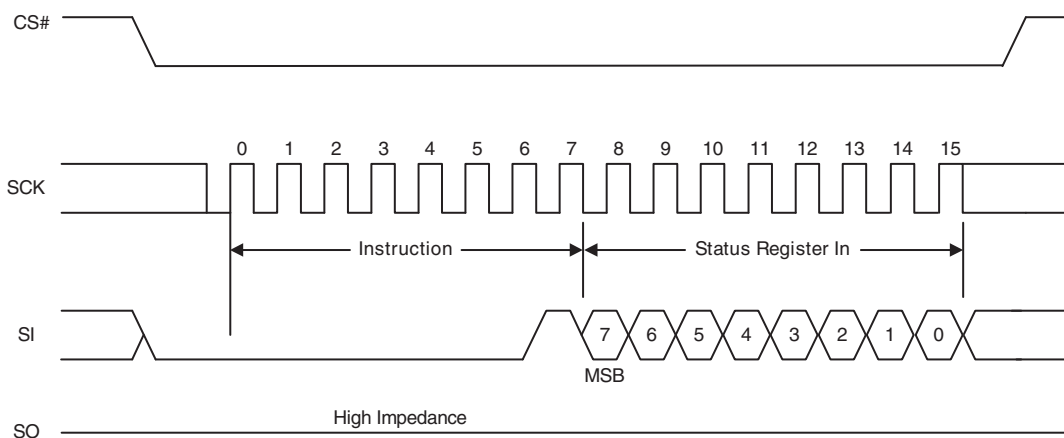 CS#
0 1 2 3 4 5 6 7 8 9 10 11 12 13 14 15
SCK
Instruction Status Register In
SI 7 6 5 4 3 2 1 0
MSB
High Impedance
SO